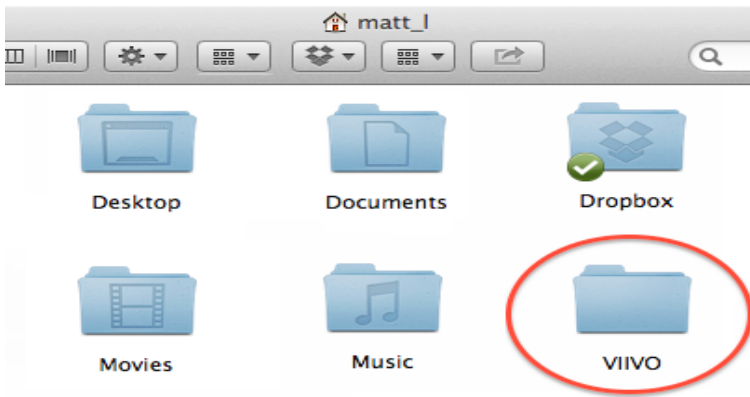 matt_l
Desktop
Documents
Dropbox
Movies
Music
VIIVO